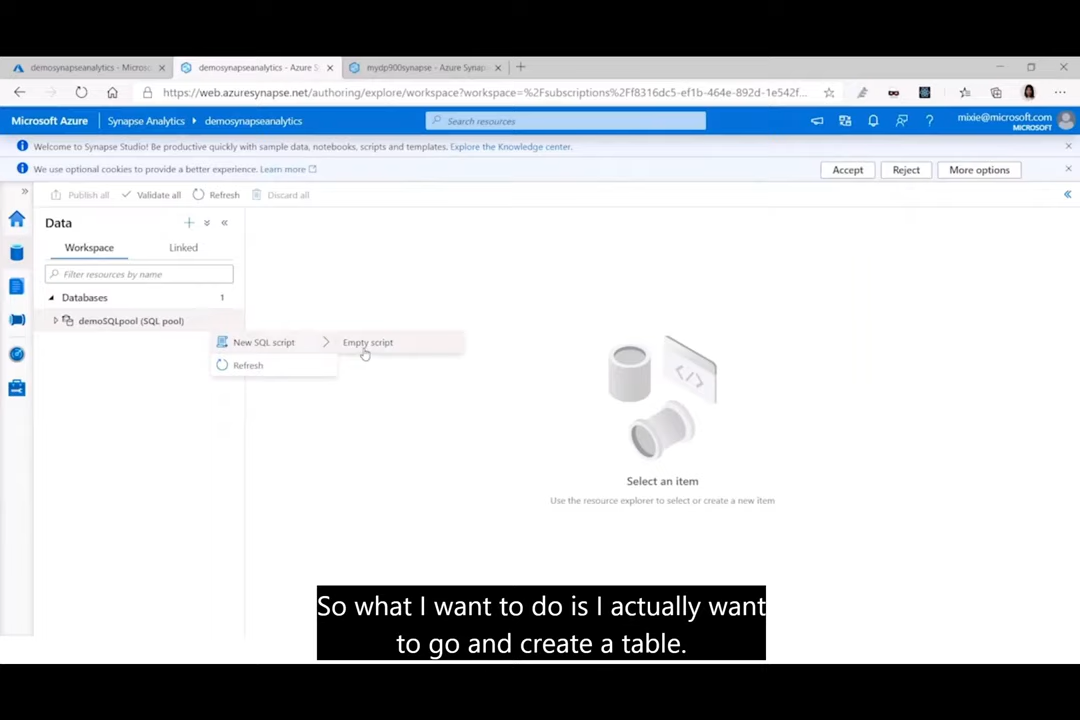 demosynapseanalytics - Micros
demosynapseanalytics - Azure S
mydp900synapse - Azure Synap
https://web.azuresynapse.net/authoring/explore/workspace?workspace=%2Fsubscriptions%2Ff8316dc5-ef1b-464e-892d-1e542f...
Microsoft Azure
Synapse Analytics
demosynapseanalytics
Search resources
mixie@microsoft.com
MICROSOFT
Welcome to Synapse Studio! Be productive quickly with sample data, notebooks, scripts and templates. Explore the Knowledge center.
We use optional cookies to provide a better experience. Learn more
Accept
Reject
More options
Publish all
Validate all
Refresh
Discard all
Data
Workspace
Linked
Filter resources by name
Databases 1
demoSQLpool (SQL pool)
New SQL script
Empty script
Refresh
Select an item
Use the resource explorer to select or create a new item
So what I want to do is I actually want
to go and create a table.